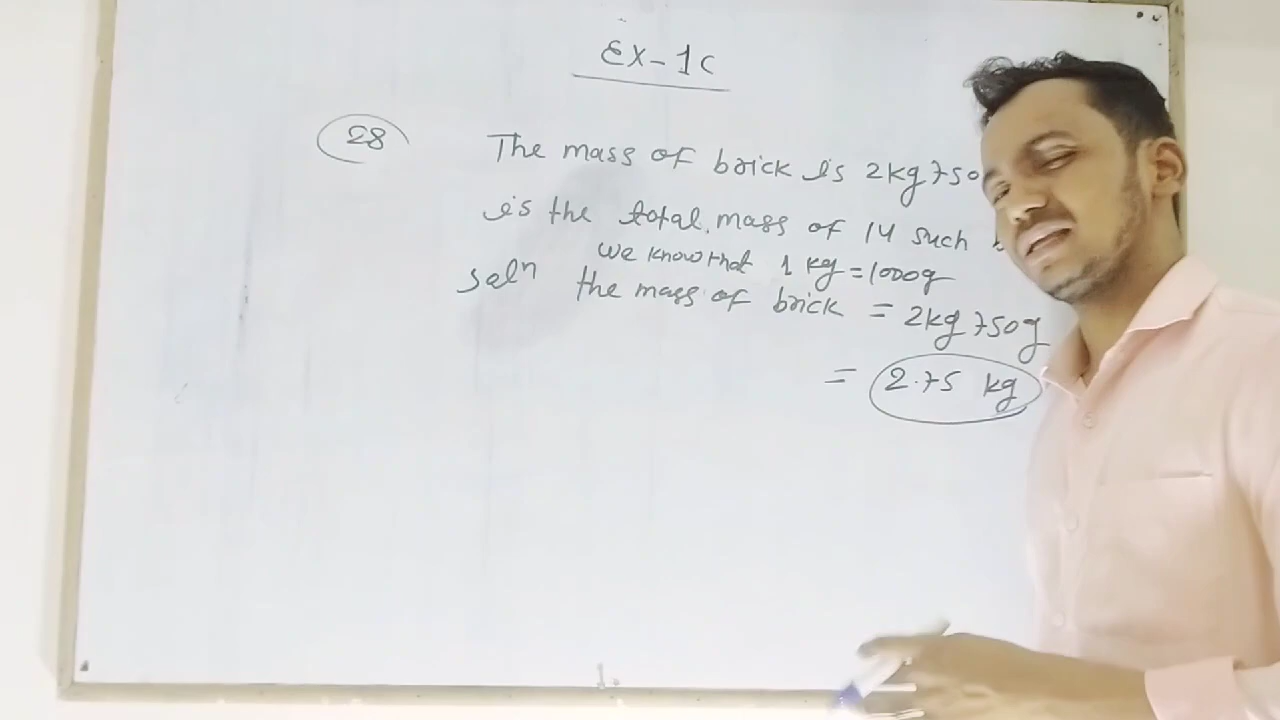 Ex-1c
28 The mass of brick is 2kg 750
is the total mass of 14 such
we know that 1 kg = 1000g
soln the mass of brick = 2kg 750g
= 2.75 kg